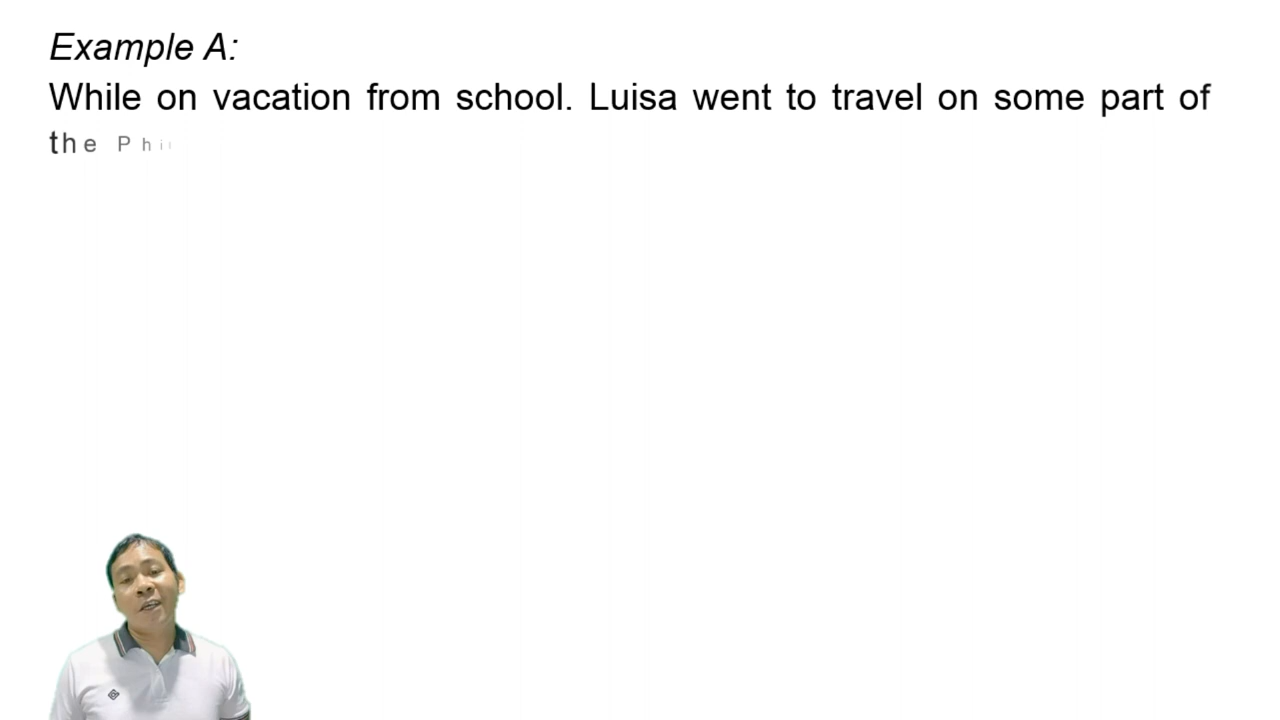 Example A:
While on vacation from school. Luisa went to travel on some part of
the